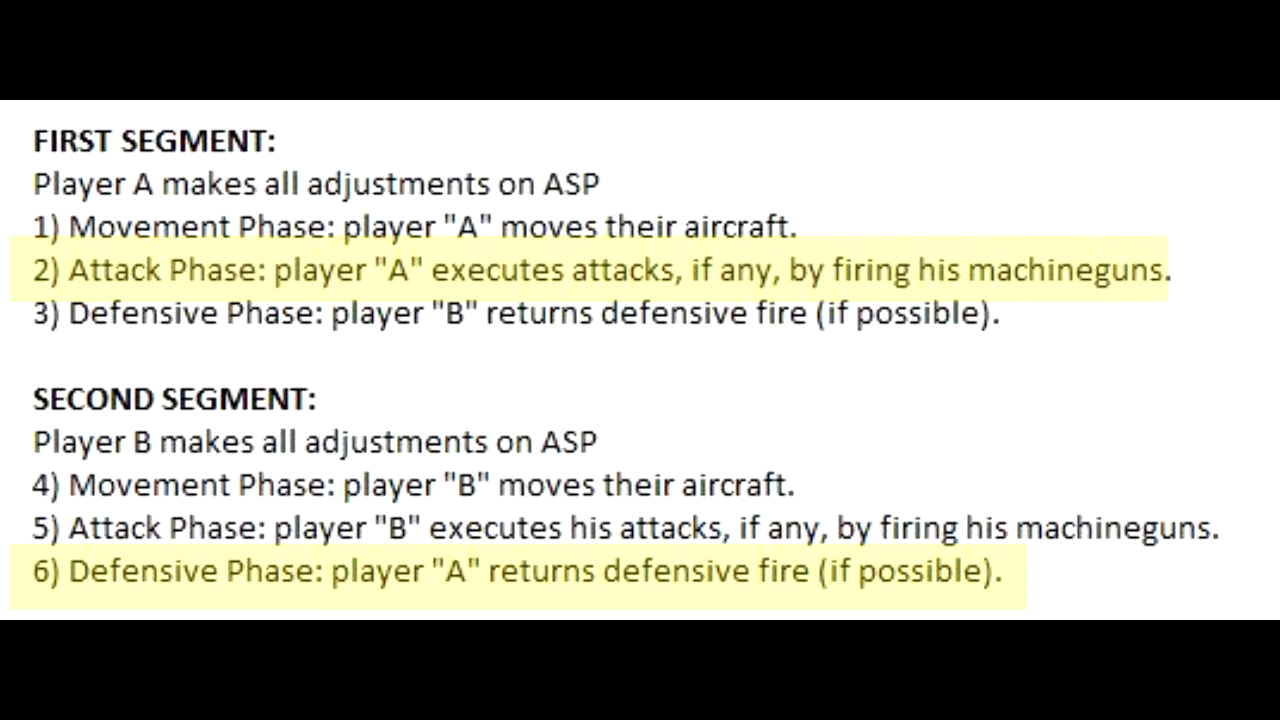 FIRST SEGMENT:
Player A makes all adjustments on ASP
1) Movement Phase: player "A" moves their aircraft.
2) Attack Phase: player "A" executes attacks, if any, by firing his machineguns.
3) Defensive Phase: player "B" returns defensive fire (if possible).
SECOND SEGMENT:
Player B makes all adjustments on ASP
4) Movement Phase: player "B" moves their aircraft.
5) Attack Phase: player "B" executes his attacks, if any, by firing his machineguns.
6) Defensive Phase: player "A" returns defensive fire (if possible).